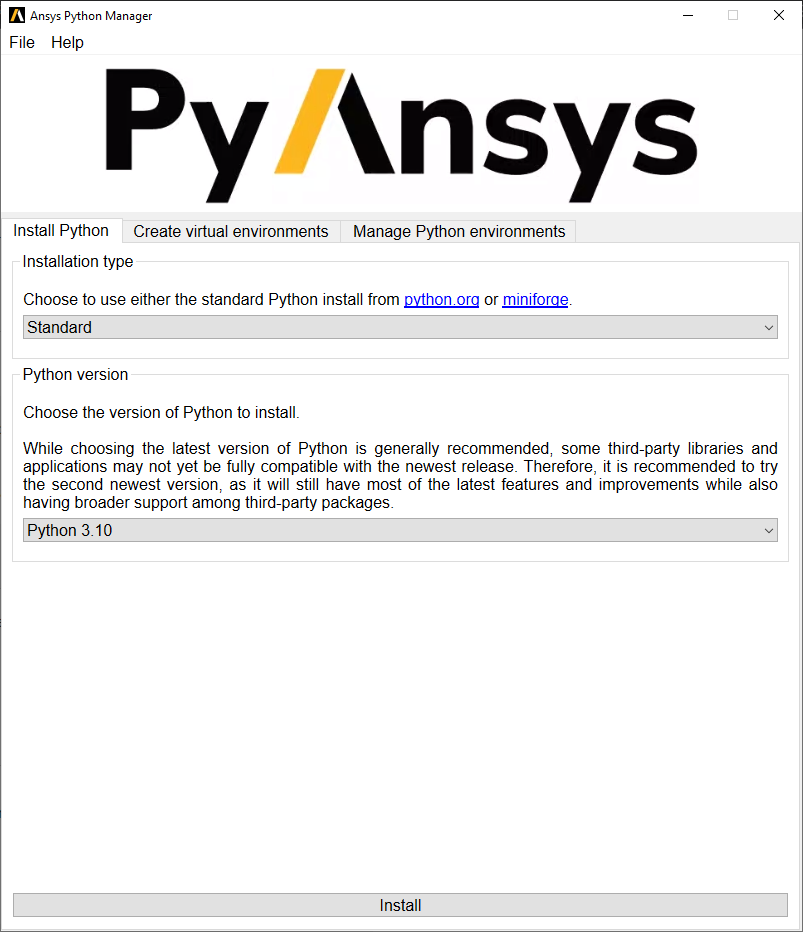 Ansys Python Manager
File Help
PyAnsys
Install Python Create virtual environments Manage Python environments
Installation type
Choose to use either the standard Python install from python.org or miniforge.
Standard
Python version
Choose the version of Python to install.
While choosing the latest version of Python is generally recommended, some third-party libraries and
applications may not yet be fully compatible with the newest release. Therefore, it is recommended to try
the second newest version, as it will still have most of the latest features and improvements while also
having broader support among third-party packages.
Python 3.10
Install